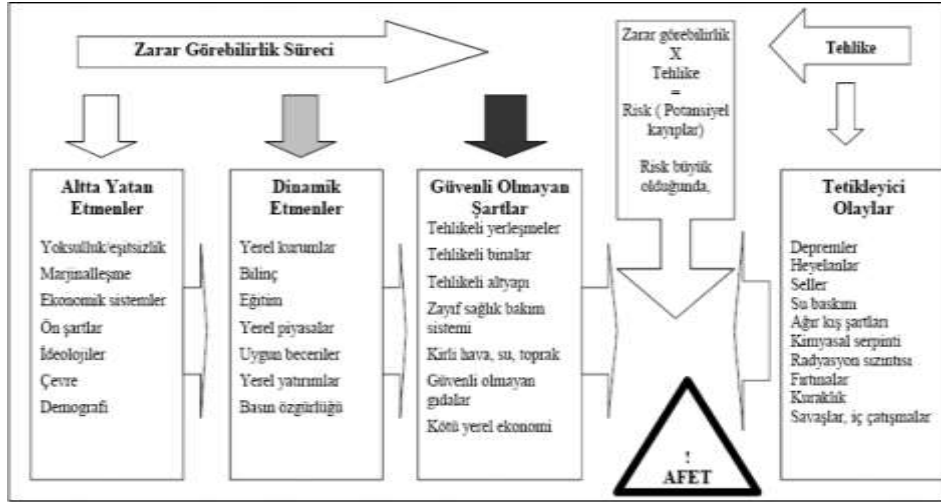 Zarar Görebilirlik Süreci
Zarar görebilirlik
X
Tehlike
=
Risk ( Potansiyel
kayıplar)
Risk büyük
olduğunda,
Tehlike
Altta Yatan
Etmenler
Yoksulluk/eşitsizlik
Marjinalleşme
Ekonomik sistemler
Ön şartlar
İdeolojiler
Çevre
Demografi
Dinamik
Etmenler
Yerel kurumlar
Bilinç
Eğitim
Yerel piyasalar
Uygun beceriler
Yerel yatırımlar
Basın özgürlüğü
Güvenli Olmayan
Şartlar
Tehlikeli yerleşmeler
Tehlikeli binalar
Tehlikeli altyapı
Zayıf sağlık bakım
sistemi
Kirli hava, su, toprak
Güvenli olmayan
gıdalar
Kötü yerel ekonomi
!
AFET
Tetikleyici
Olaylar
Depremler
Heyelanlar
Seller
Su baskını
Ağır kış şartları
Kimyasal serpinti
Radyasyon sızıntısı
Fırtınalar
Kuraklık
Savaşlar, iç çatışmalar